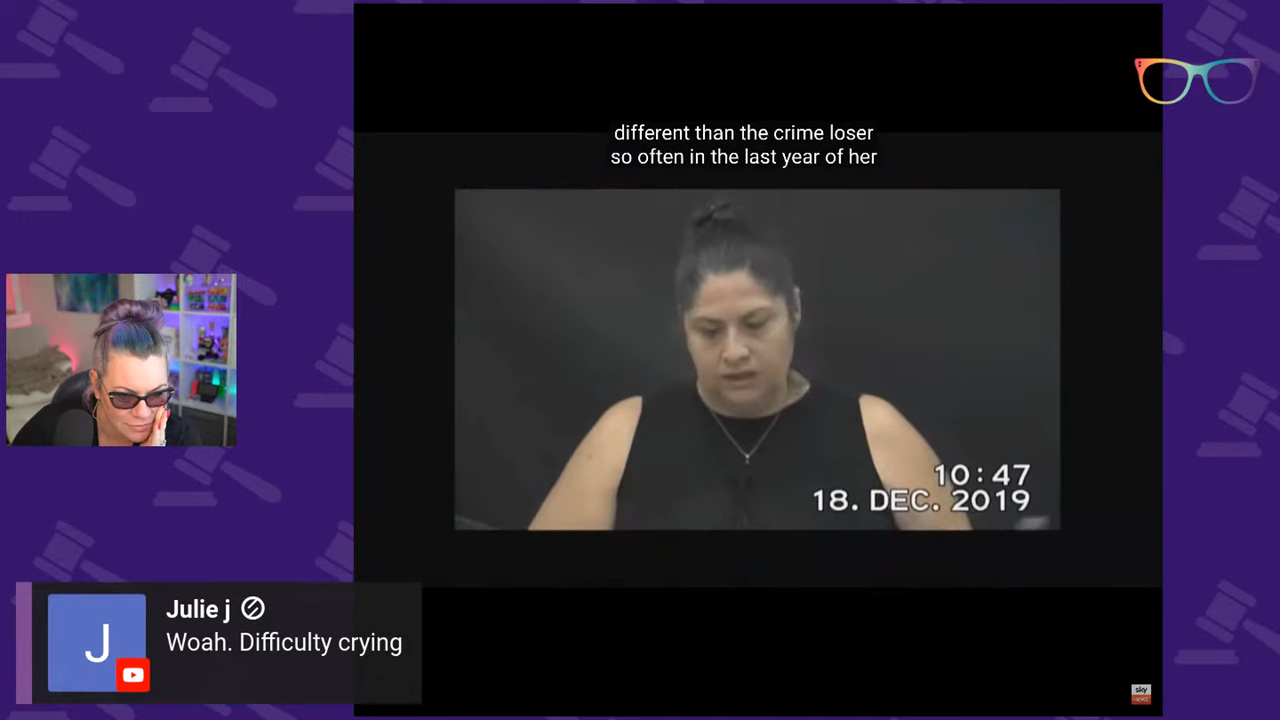 different than the crime loser
so often in the last year of her
10:47
18. DEC. 2019
Julie j
Woah. Difficulty crying
J
sky